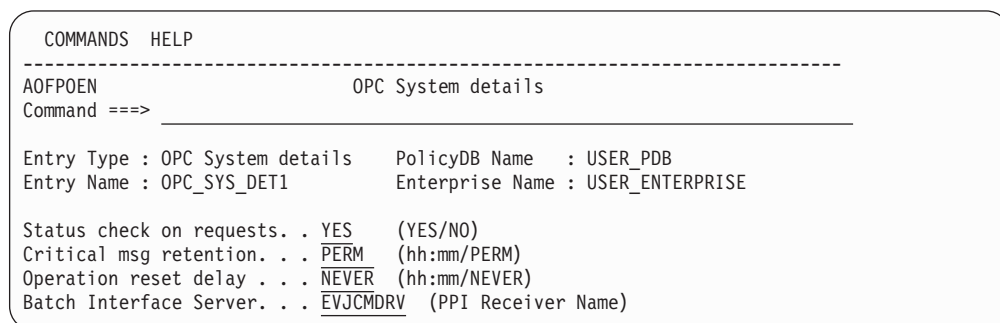 COMMANDS HELP
------------------------------------------------------------------------------
AOFPOEN OPC System details
Command ===>
Entry Type : OPC System details PolicyDB Name : USER_PDB
Entry Name : OPC_SYS_DET1 Enterprise Name : USER_ENTERPRISE
Status check on requests. . YES (YES/NO)
Critical msg retention. . . PERM (hh:mm/PERM)
Operation reset delay . . . NEVER (hh:mm/NEVER)
Batch Interface Server. . . EVJCMDRV (PPI Receiver Name)